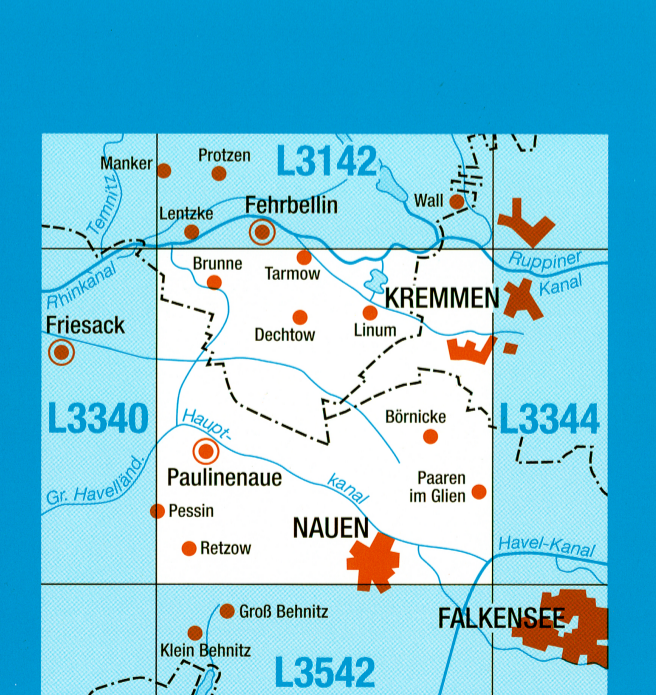 L3142
Manker
Protzen
Temnitz
Lentzke
Fehrbellin
Wall
Rhinkanal
Brunne
Tarmow
Ruppiner
Kanal
KREMMEN
Friesack
Dechtow
Linum
L3340
Haupt-
Börnicke
L3344
Gr. Havelländ.
Paulinenaue
kanal
Paaren
im Glien
Pessin
NAUEN
Retzow
Havel-Kanal
Groß Behnitz
FALKENSEE
Klein Behnitz
L3542